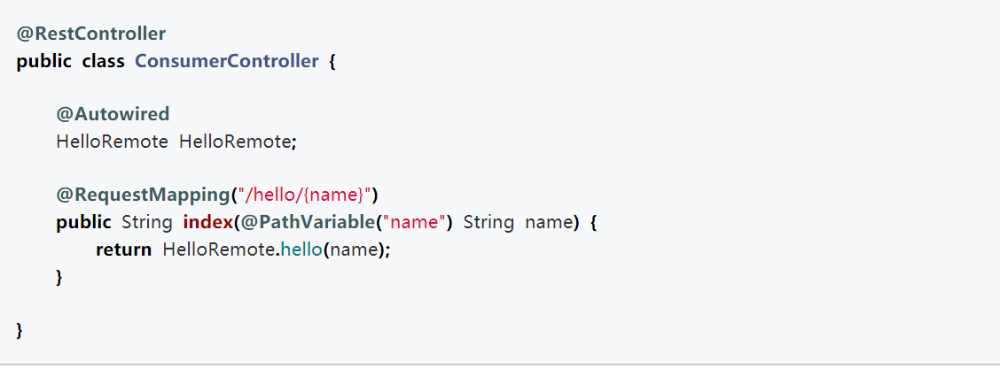 @RestController
public class ConsumerController {
@Autowired
HelloRemote HelloRemote;
@RequestMapping("/hello/{name}")
public String index(@PathVariable("name") String name) {
return HelloRemote.hello(name);
}
}